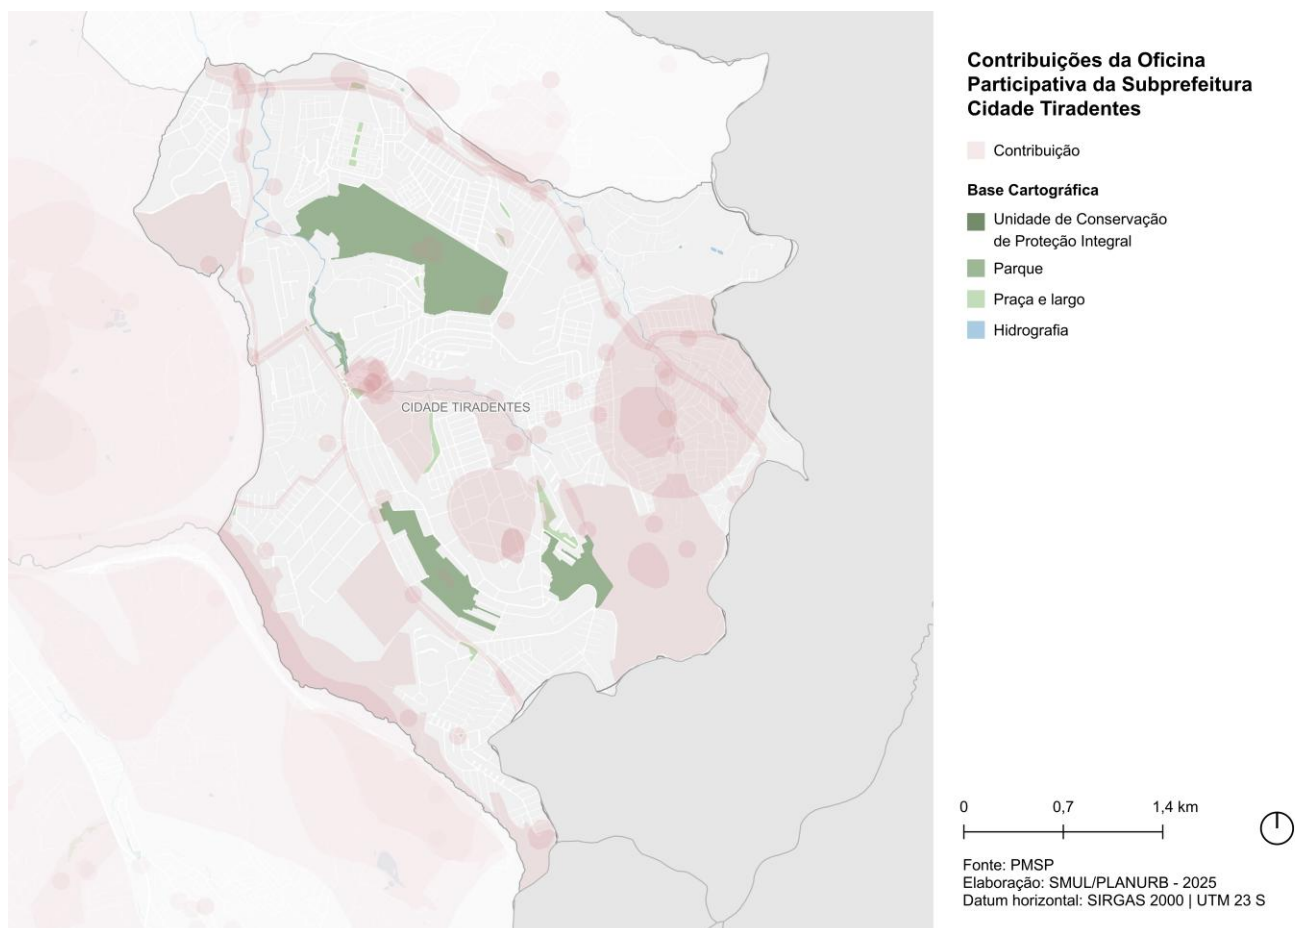 Contribuições da Oficina
Participativa da Subprefeitura
Cidade Tiradentes
Contribuição
Base Cartográfica
Unidade de Conservação
de Proteção Integral
Parque
Praça e largo
Hidrografia
CIDADE TIRADENTES
0 0,7 1,4 km
Fonte: PMSP
Elaboração: SMUL/PLANURB - 2025
Datum horizontal: SIRGAS 2000 | UTM 23 S